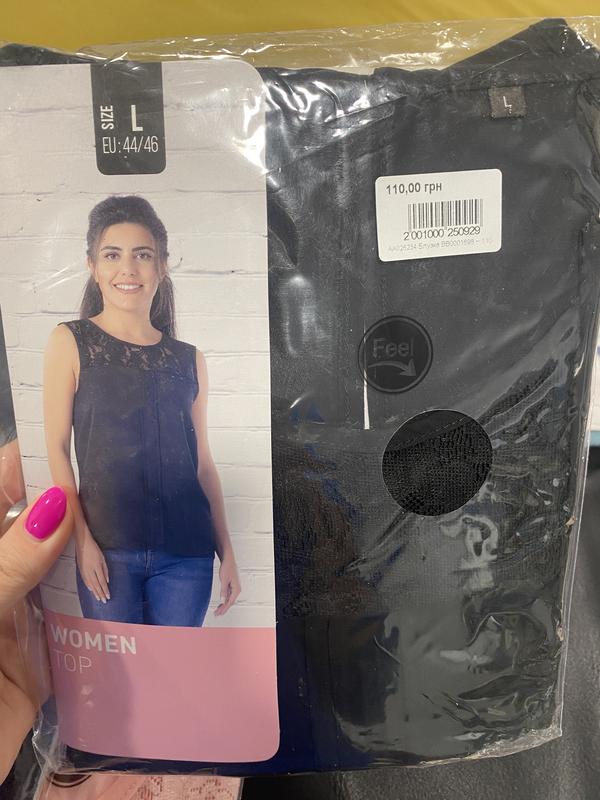 SIZE
L
EU: 44/46
L
110,00 грн
2 001000 250929
Feel
WOMEN
TOP